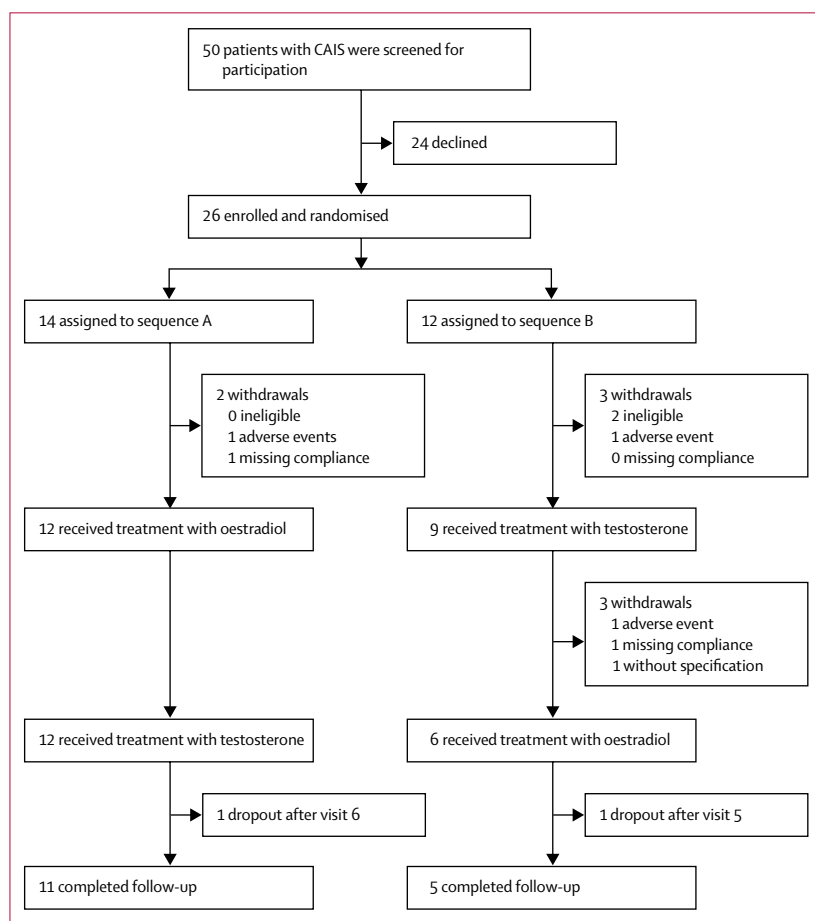 50 patients with CAIS were screened for
participation
24 declined
26 enrolled and randomised
14 assigned to sequence A
12 assigned to sequence B
2 withdrawals
0 ineligible
1 adverse events
1 missing compliance
3 withdrawals
2 ineligible
1 adverse event
0 missing compliance
12 received treatment with oestradiol
9 received treatment with testosterone
3 withdrawals
1 adverse event
1 missing compliance
1 without specification
12 received treatment with testosterone
6 received treatment with oestradiol
1 dropout after visit 6
1 dropout after visit 5
11 completed follow-up
5 completed follow-up